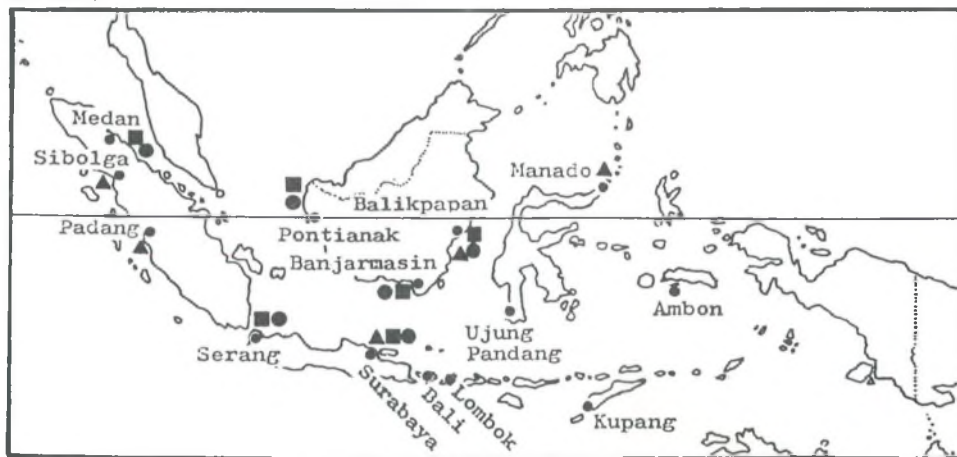 Medan
Sibolga
Manado
Balikpapan
Padang
Pontianak
Banjarmasin
Ambon
Serang
Ujung
Pandang
Surabaya
Bali
Lombok
Kupang